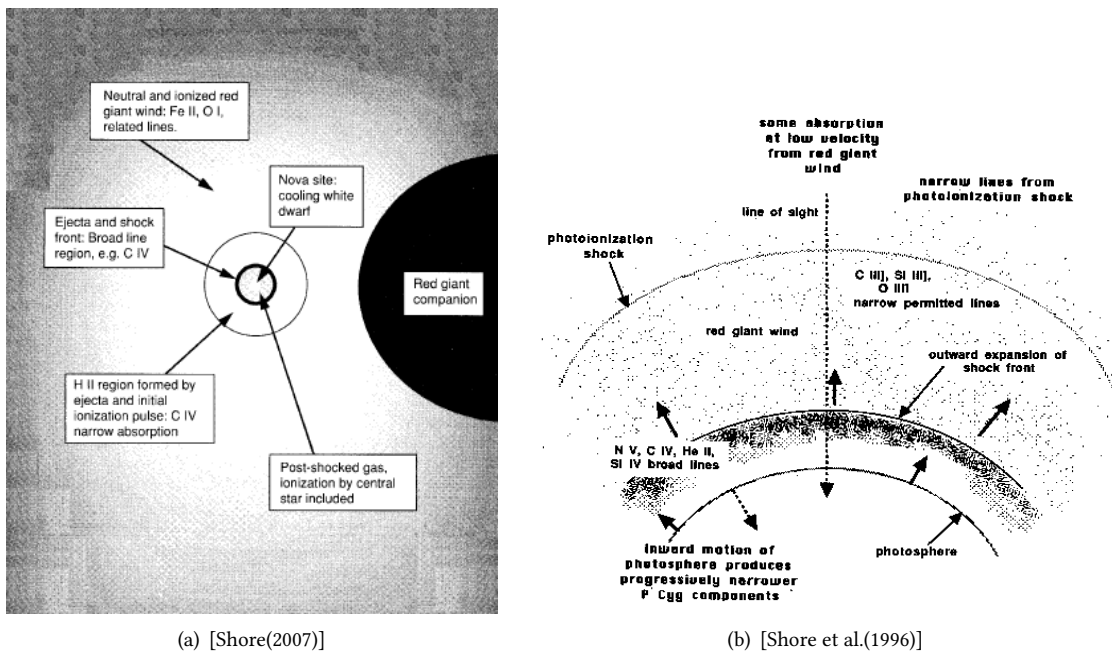 Neutral and ionized red
giant wind: Fe II, O I,
related lines.
Nova site:
cooling white
dwarf
Ejecta and shock
front: Broad line
region, e.g. C IV
Red giant
companion
H II region formed by
ejecta and initial
ionization pulse: C IV
narrow absorption
Post-shocked gas,
ionization by central
star included
(a) [Shore(2007)]
some absorption
at low velocity
from red giant
wind
narrow lines from
photoionization shock
line of sight
photoionization
shock
C III], SI III],
O III]
narrow permitted lines
red giant wind
outward expansion of
shock front
N V, C IV, He II,
SI IV broad lines
photosphere
inward motion of
photosphere produces
progressively narrower
P Cyg components
(b) [Shore et al.(1996)]